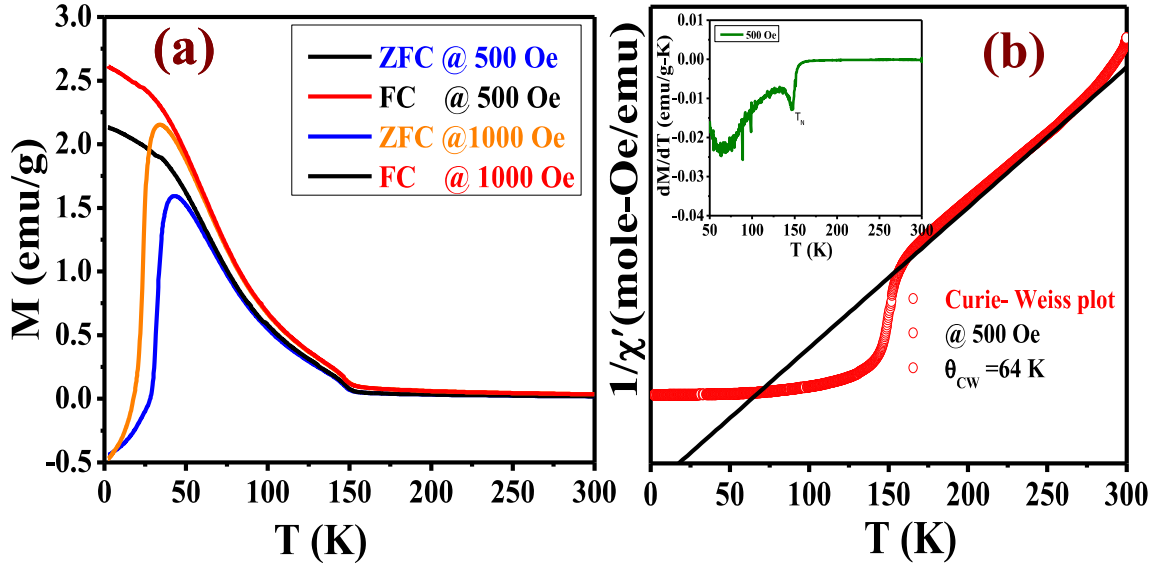 (a)
ZFC @ 500 Oe
FC @ 500 Oe
ZFC @1000 Oe
FC @ 1000 Oe
M (emu/g)
3.0
2.5
2.0
1.5
1.0
0.5
0.0
-0.5
0 50 100 150 200 250 300
T (K)
(b)
1/χ′(mole-Oe/emu)
500 Oe
dM/dT (emu/g-K)
0.01
0.00
-0.01
-0.02
-0.03
-0.04
T_N
50 100 150 200 250 300
T (K)
Curie- Weiss plot
@ 500 Oe
θ_CW =64 K
0 50 100 150 200 250 300
T (K)